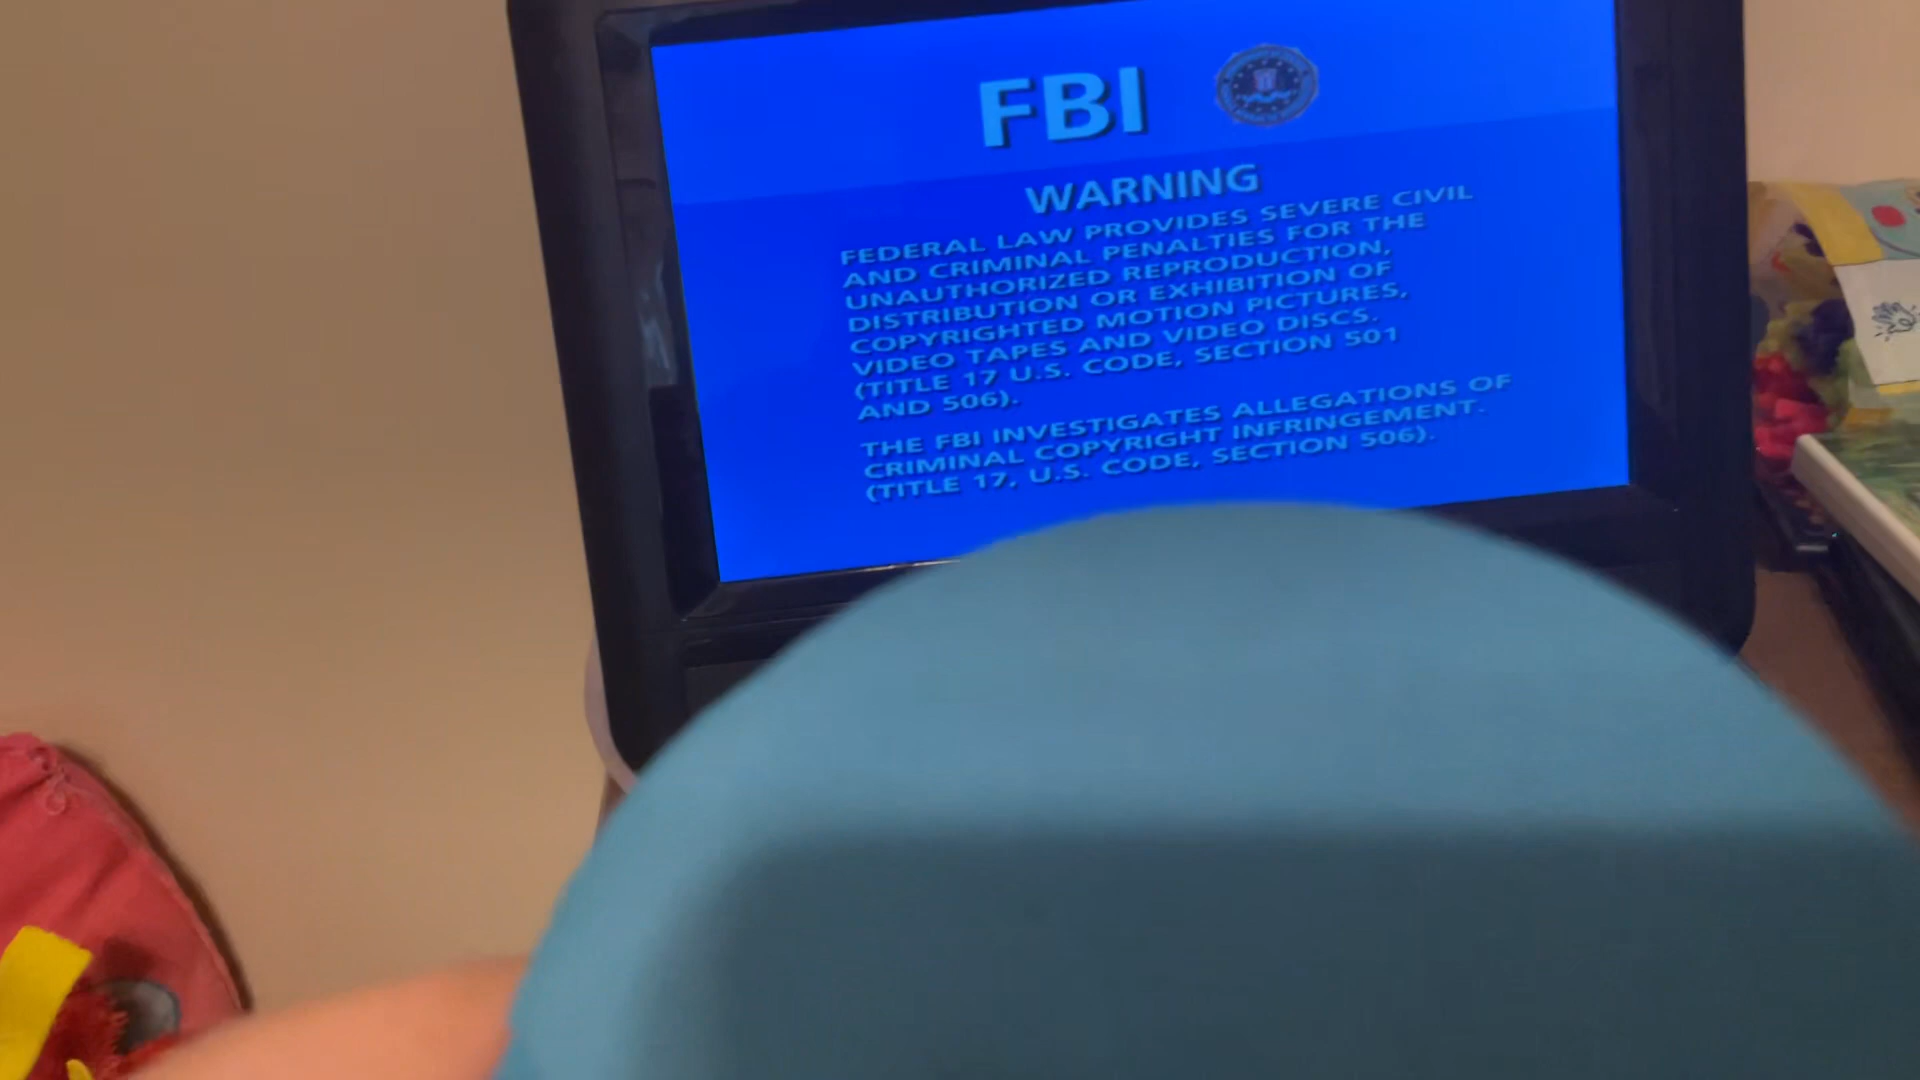 FBI
WARNING
FEDERAL LAW PROVIDES SEVERE CIVIL
AND CRIMINAL PENALTIES FOR THE
UNAUTHORIZED REPRODUCTION,
DISTRIBUTION OR EXHIBITION OF
COPYRIGHTED MOTION PICTURES,
VIDEO TAPES AND VIDEO DISCS.
(TITLE 17 U.S. CODE, SECTION 501
AND 506).
THE FBI INVESTIGATES ALLEGATIONS OF
CRIMINAL COPYRIGHT INFRINGEMENT.
(TITLE 17, U.S. CODE, SECTION 506).